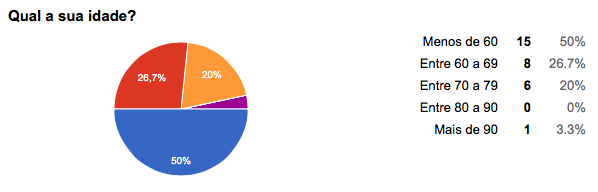 Qual a sua idade?
26,7%
20%
50%
Menos de 60 15 50%
Entre 60 a 69 8 26.7%
Entre 70 a 79 6 20%
Entre 80 a 90 0 0%
Mais de 90 1 3.3%